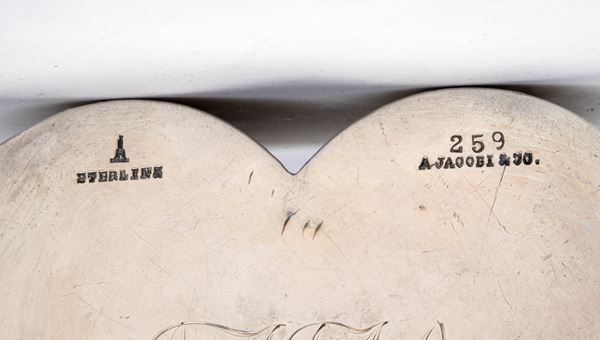 STERLING
259
A JACOBI & CO.